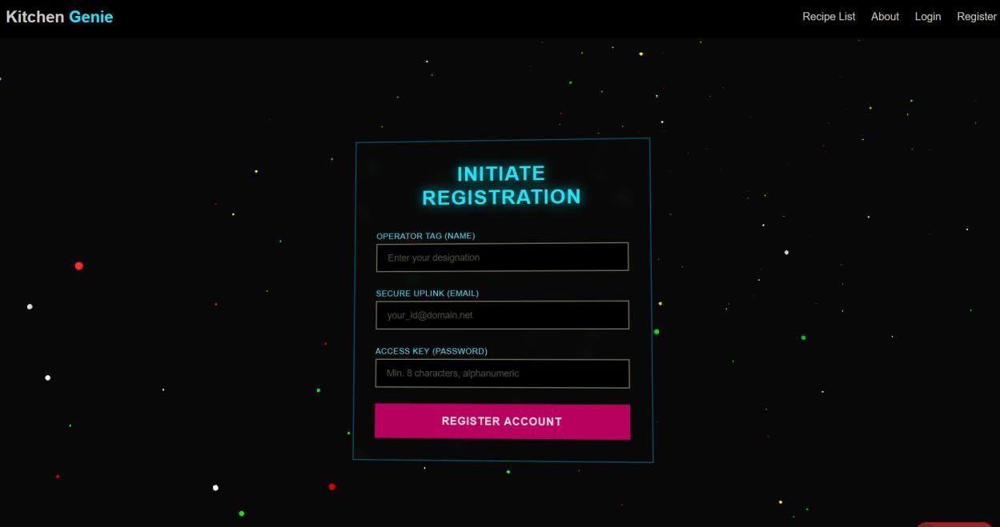 Kitchen Genie
Recipe List About Login Register
INITIATE
REGISTRATION
OPERATOR TAG (NAME)
Enter your designation
SECURE UPLINK (EMAIL)
your_id@domain.net
ACCESS KEY (PASSWORD)
Min. 8 characters, alphanumeric
REGISTER ACCOUNT